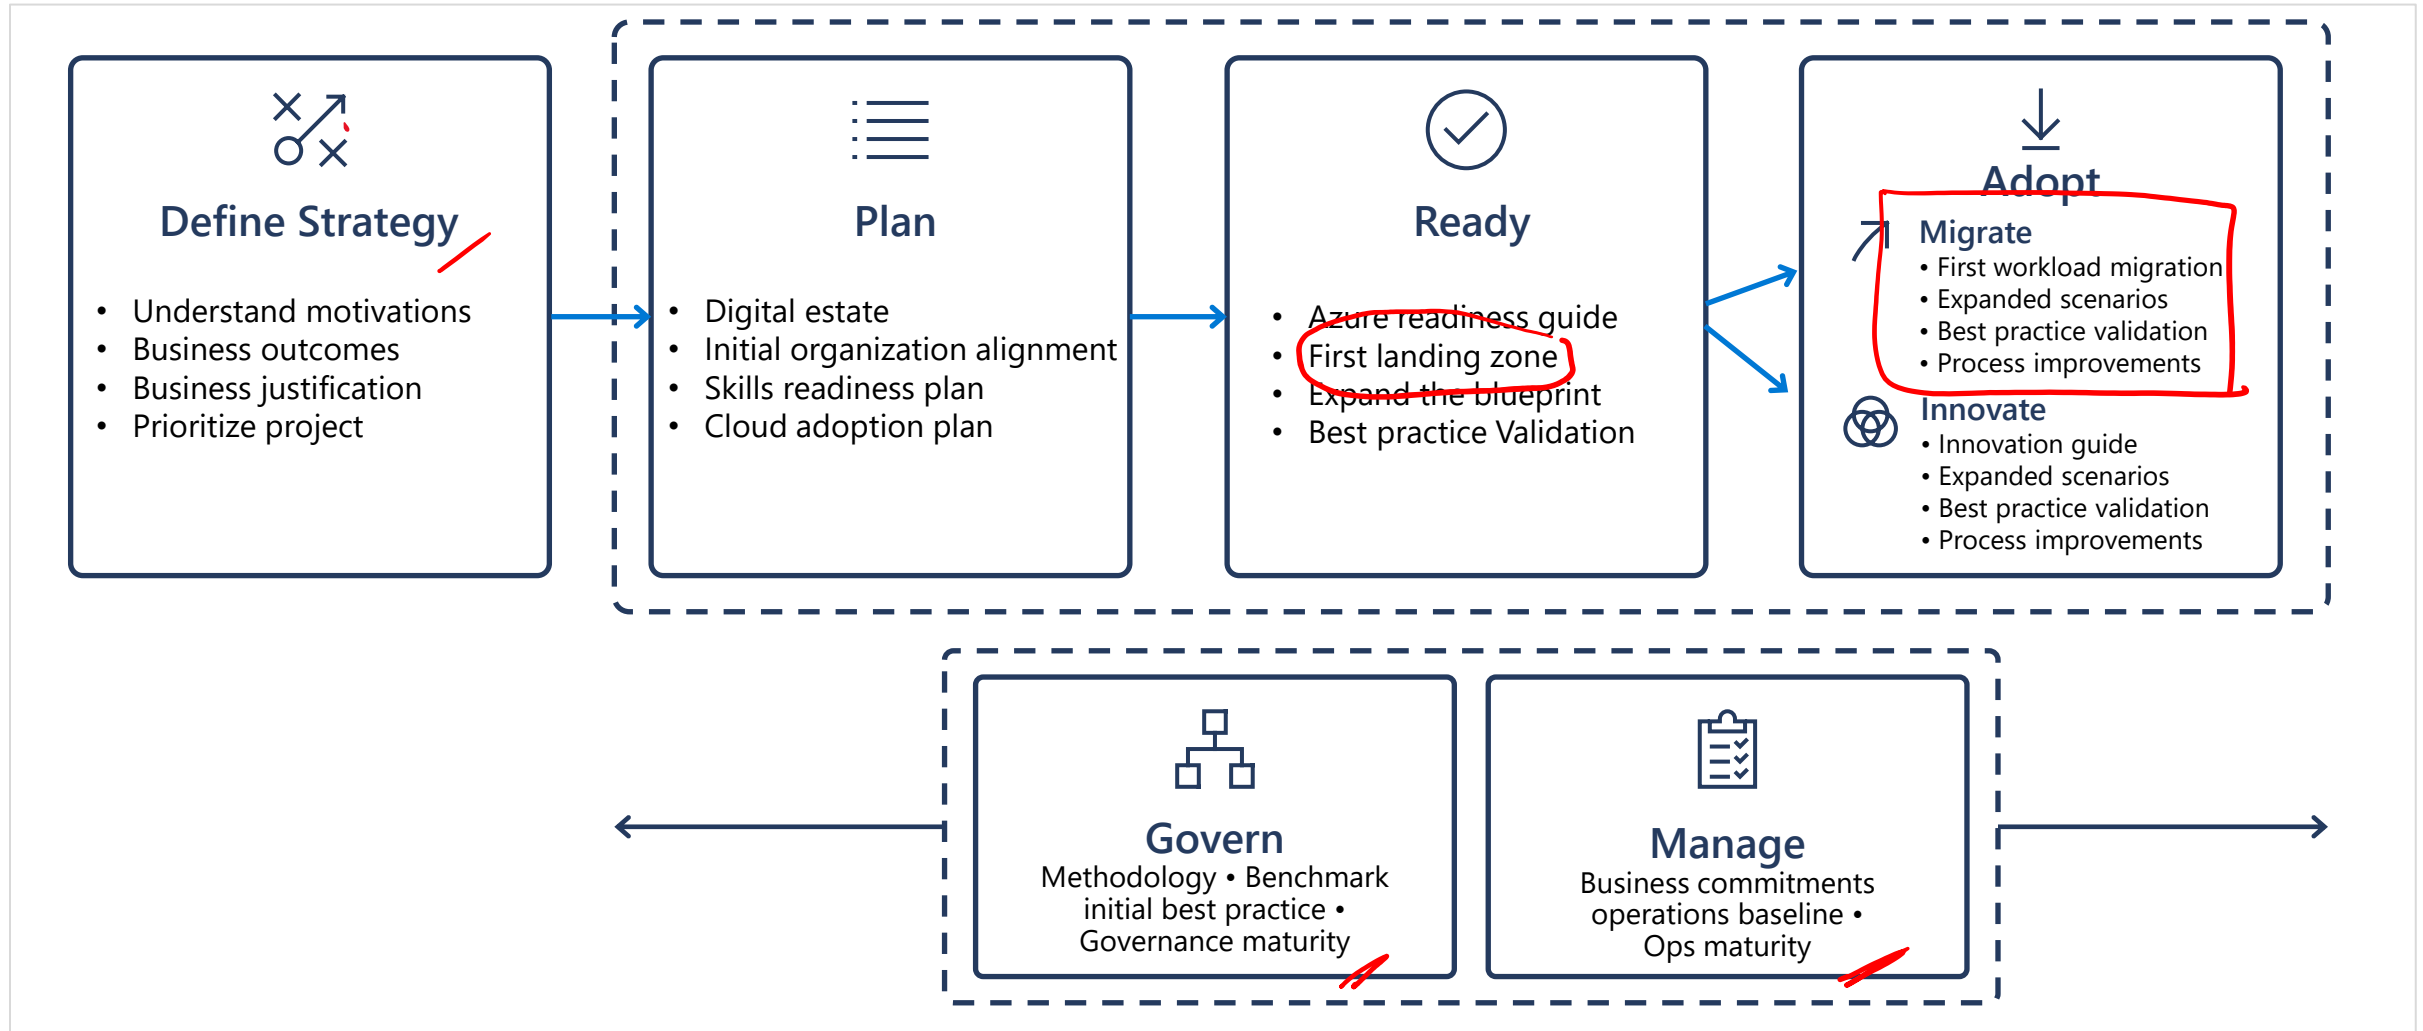 Define Strategy
• Understand motivations
• Business outcomes
• Business justification
• Prioritize project
Plan
• Digital estate
• Initial organization alignment
• Skills readiness plan
• Cloud adoption plan
Ready
• Azure readiness guide
• First landing zone
• Expand the blueprint
• Best practice Validation
Adopt
Migrate
• First workload migration
• Expanded scenarios
• Best practice validation
• Process improvements
Innovate
• Innovation guide
• Expanded scenarios
• Best practice validation
• Process improvements
Govern
Methodology • Benchmark
initial best practice •
Governance maturity
Manage
Business commitments
operations baseline •
Ops maturity